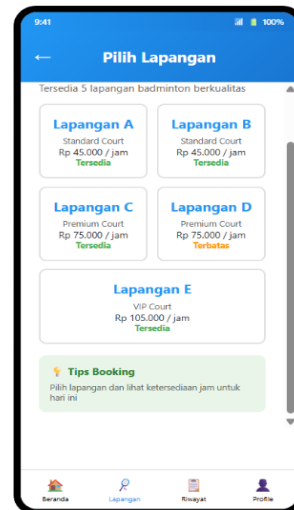 9:41 100%
← Pilih Lapangan
Tersedia 5 lapangan badminton berkualitas
Lapangan A
Standard Court
Rp 45.000 / jam
Tersedia
Lapangan B
Standard Court
Rp 45.000 / jam
Tersedia
Lapangan C
Premium Court
Rp 75.000 / jam
Tersedia
Lapangan D
Premium Court
Rp 75.000 / jam
Terbatas
Lapangan E
VIP Court
Rp 105.000 / jam
Tersedia
Tips Booking
Pilih lapangan dan lihat ketersediaan jam untuk
hari ini
Beranda Lapangan Riwayat Profile